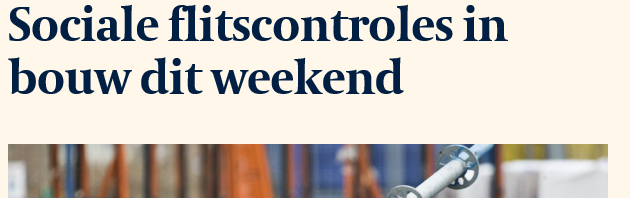 Sociale flitscontroles in
bouw dit weekend